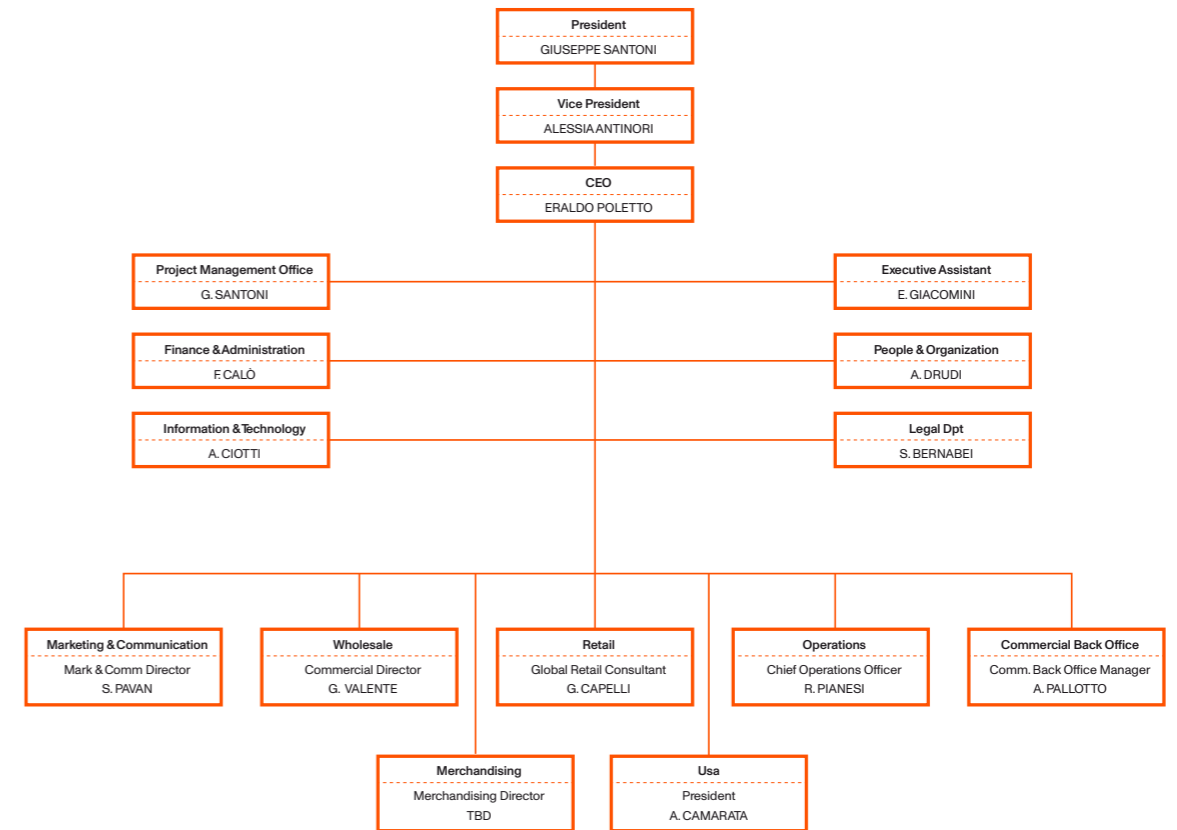 President
GIUSEPPE SANTONI
Vice President
ALESSIA ANTINORI
CEO
ERALDO POLETTO
Project Management Office
G. SANTONI
Executive Assistant
E. GIACOMINI
Finance & Administration
F. CALÒ
People & Organization
A. DRUDI
Information & Technology
A. CIOTTI
Legal Dpt
S. BERNABEI
Marketing & Communication
Mark & Comm Director
S. PAVAN
Wholesale
Commercial Director
G. VALENTE
Retail
Global Retail Consultant
G. CAPELLI
Operations
Chief Operations Officer
R. PIANESI
Commercial Back Office
Comm. Back Office Manager
A. PALLOTTO
Merchandising
Merchandising Director
TBD
Usa
President
A. CAMARATA